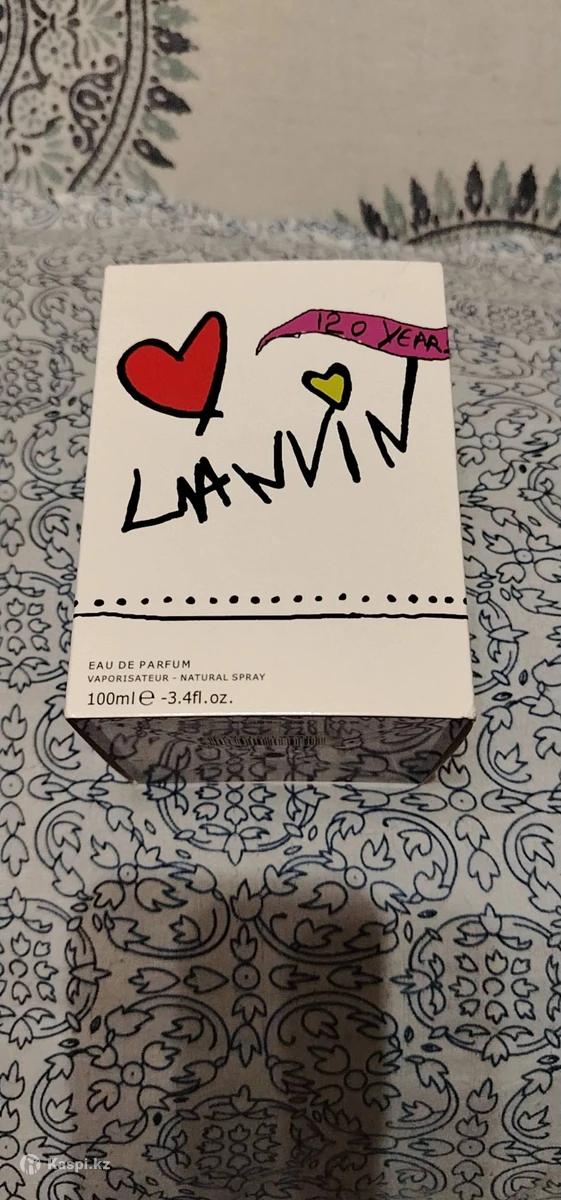 120 YEARS
LANVIN
EAU DE PARFUM
VAPORISATEUR - NATURAL SPRAY
100ml e -3.4fl.oz.
Kaspi.kz